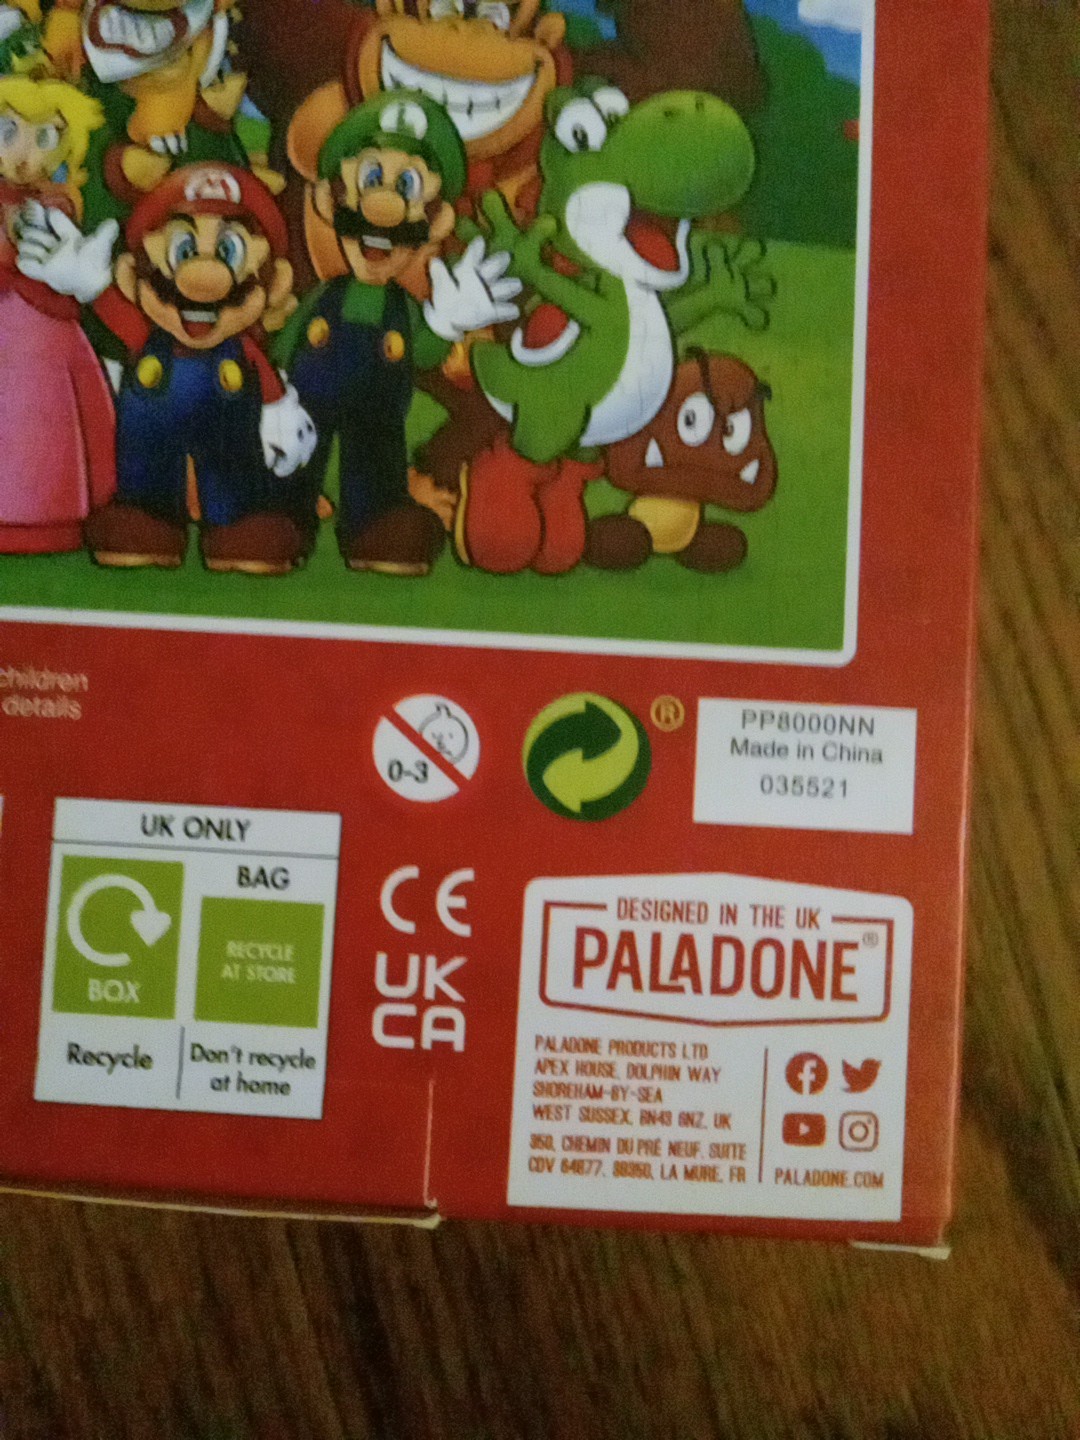 L
M
children
details
0-3
®
PP8000NN
Made in China
035521
UK ONLY
BAG
RECYCLE
AT STORE
BOX
Recycle
Don't recycle
at home
CE
UK
CA
DESIGNED IN THE UK
PALADONE®
PALADONE PRODUCTS LTD
APEX HOUSE, DOLPHIN WAY
SHOREHAM-BY-SEA
WEST SUSSEX, BN43 6NZ, UK
350, CHEMIN DU PRÉ NEUF, SUITE
CDV 64677, 38350, LA MURE, FR
PALADONE.COM